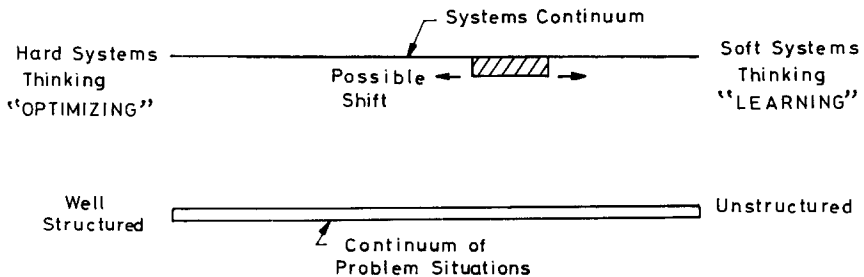 Systems Continuum
Hard Systems
Thinking
"OPTIMIZING"
Possible
Shift
Soft Systems
Thinking
"LEARNING"
Well
Structured
Unstructured
Continuum of
Problem Situations